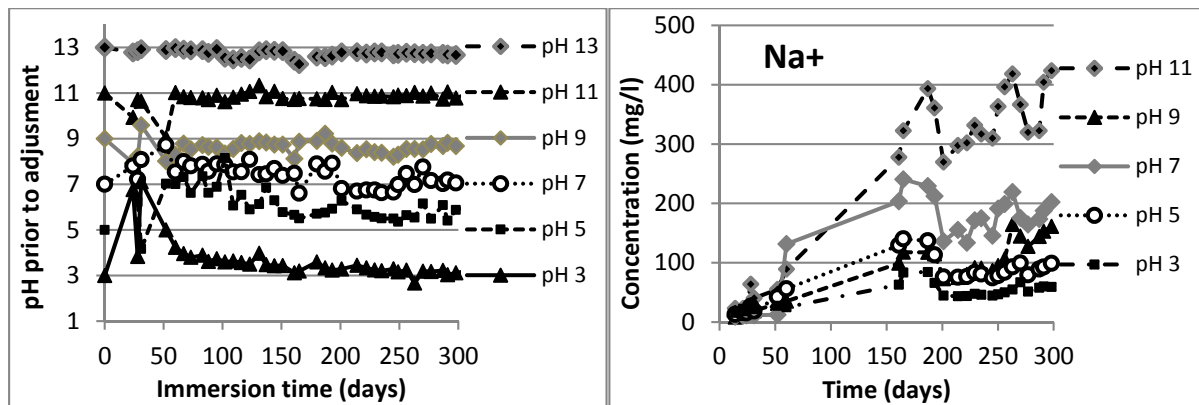 pH prior to adjusment
13
11
9
7
5
3
1
0 50 100 150 200 250 300
Immersion time (days)
pH 13
pH 11
pH 9
pH 7
pH 5
pH 3
Na+
Concentration (mg/l)
500
400
300
200
100
0
0 50 100 150 200 250 300
Time (days)
pH 11
pH 9
pH 7
pH 5
pH 3